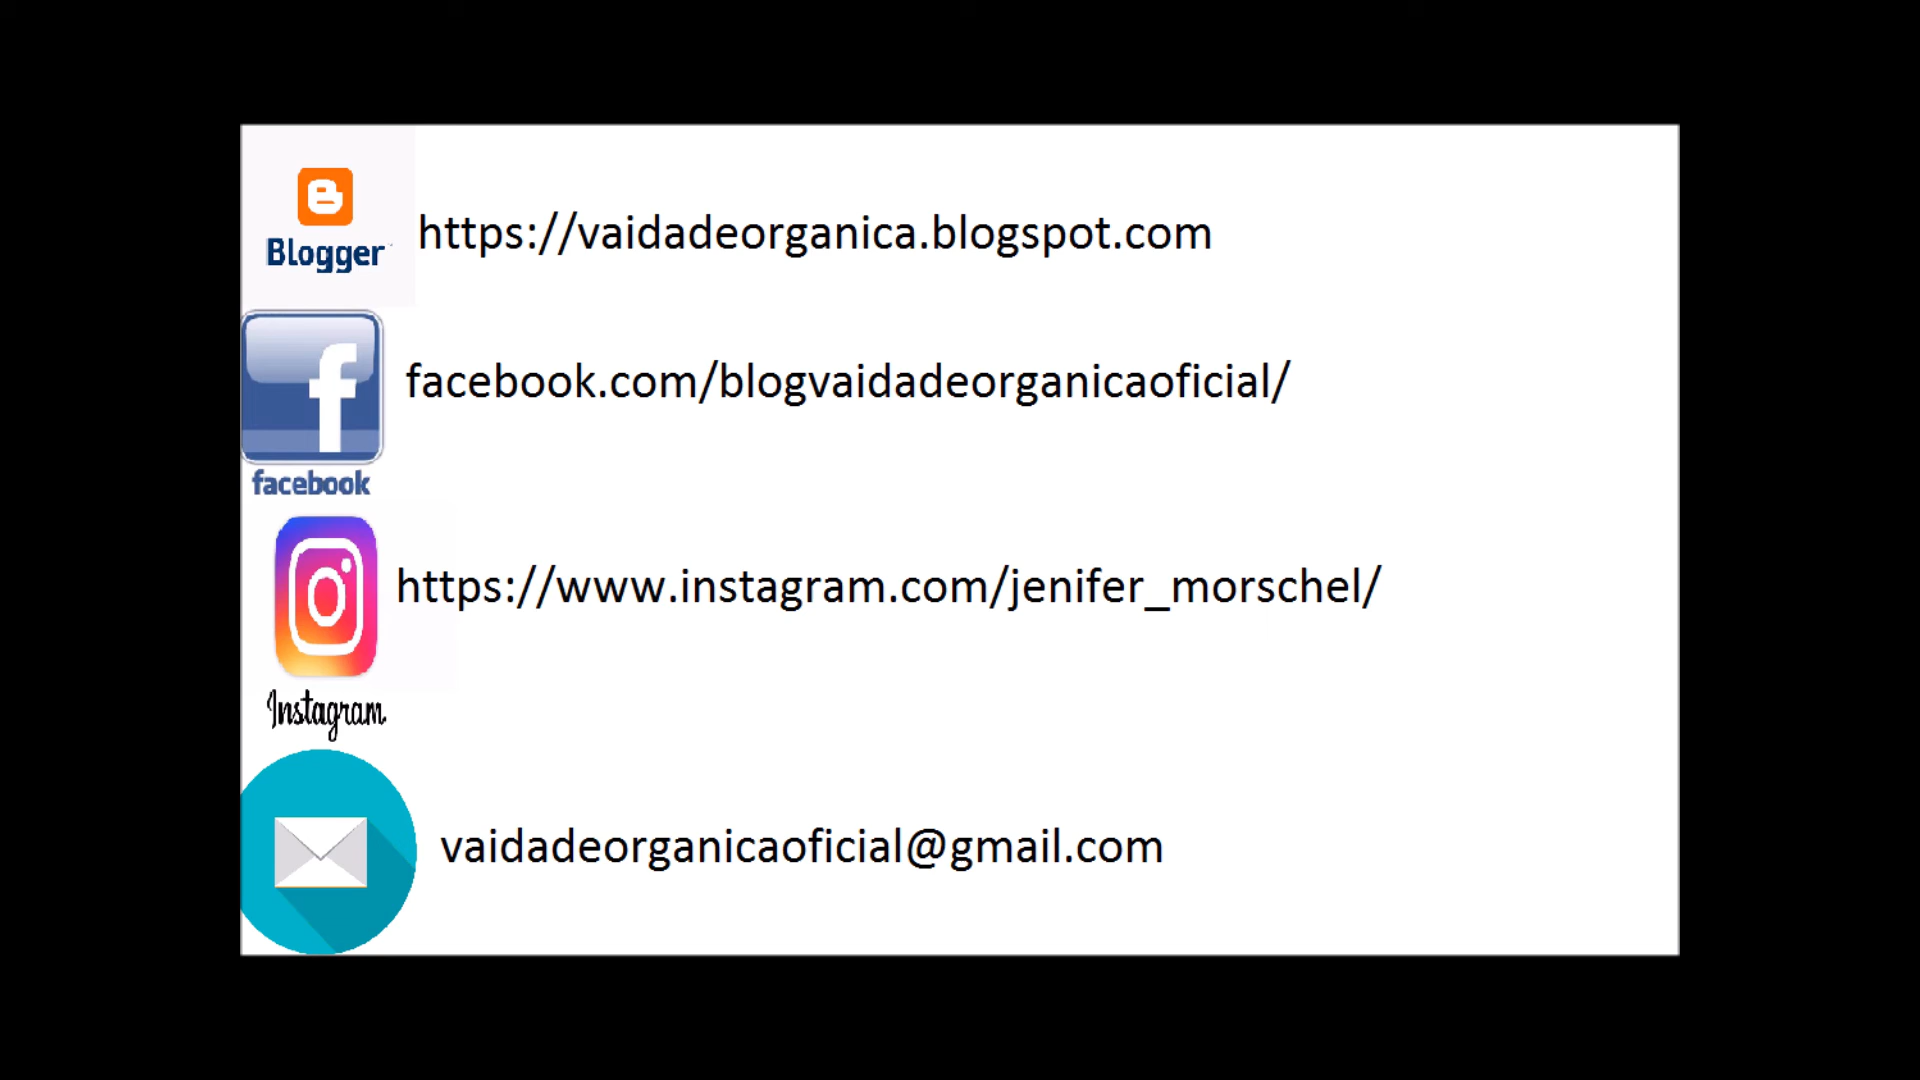 Blogger
https://vaidadeorganica.blogspot.com
facebook.com/blogvaidadeorganicaoficial/
facebook
https://www.instagram.com/jenifer_morschel/
Instagram
vaidadeorganicaoficial@gmail.com